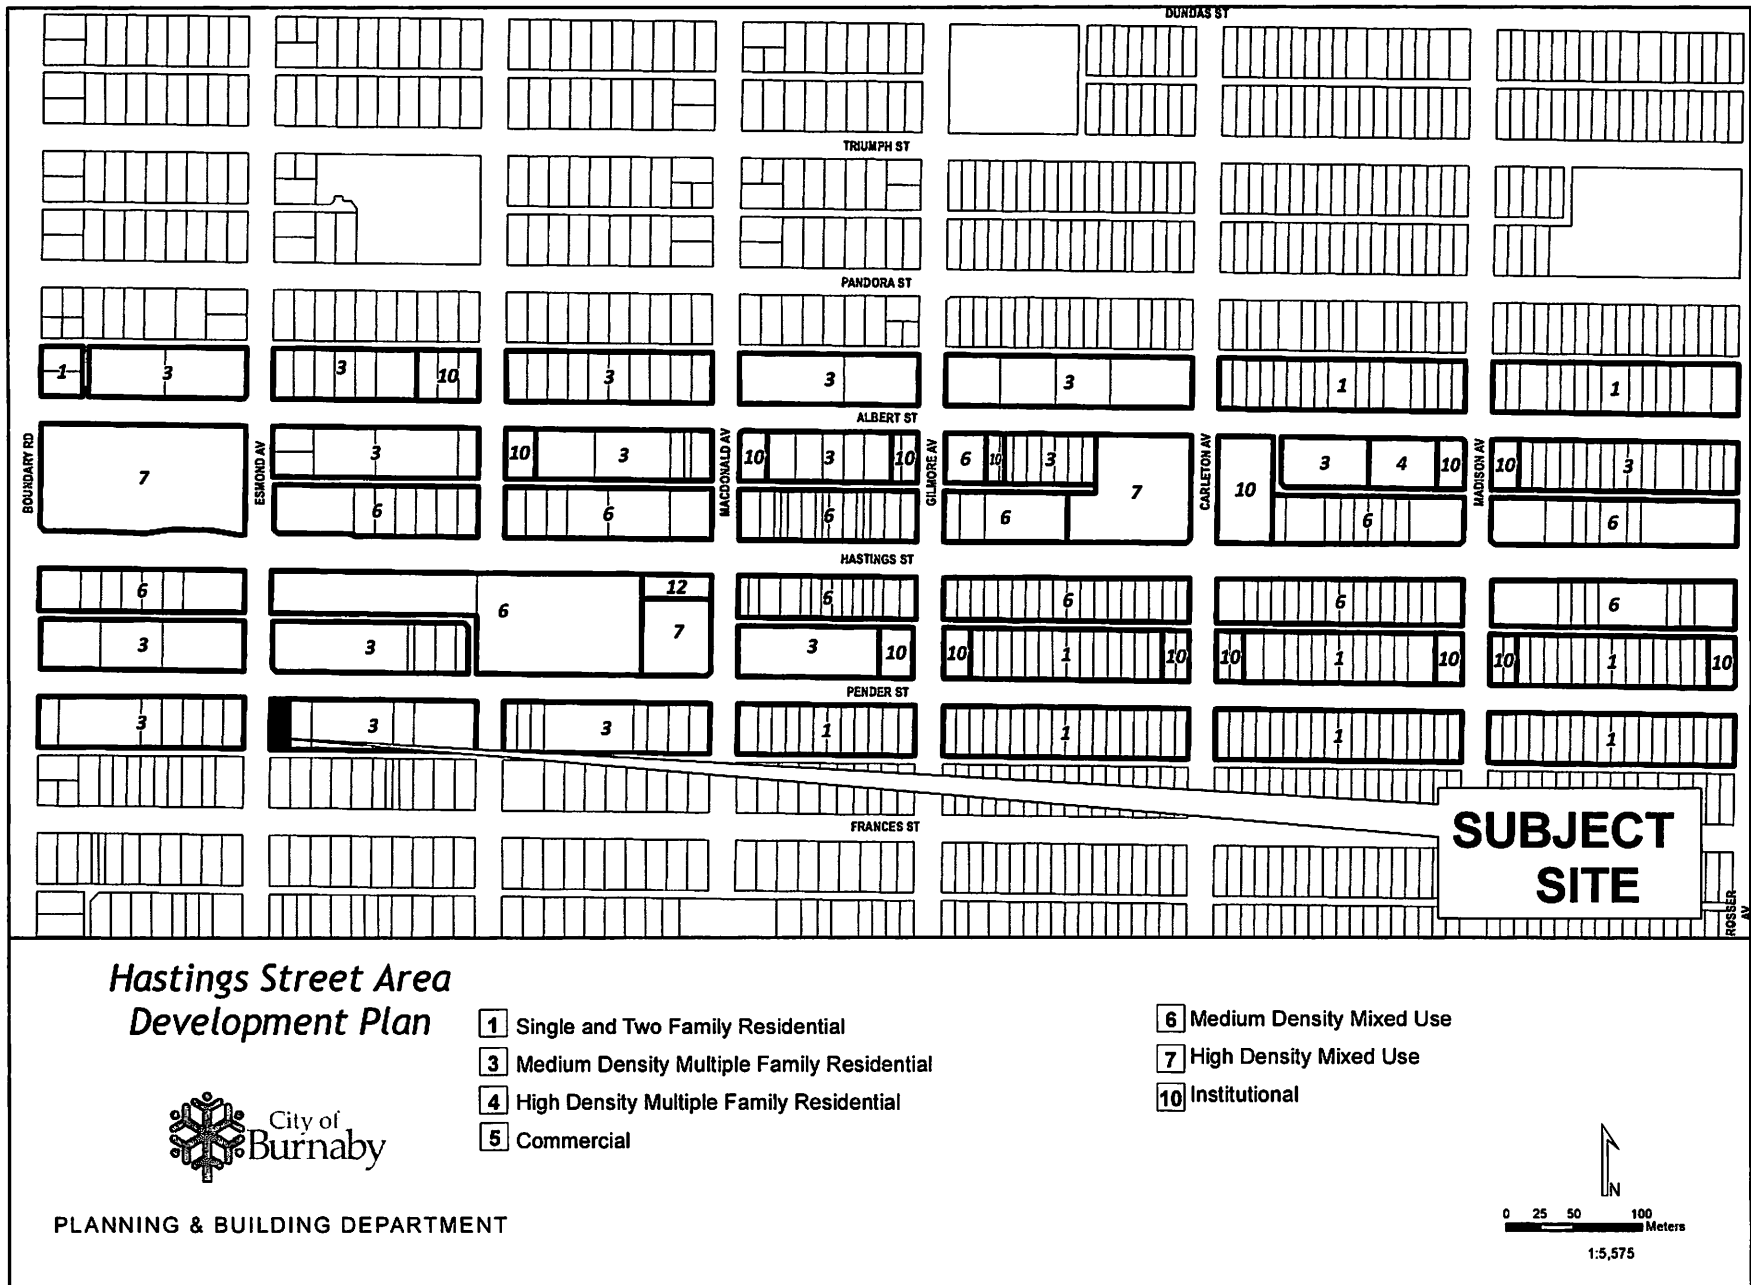 DUNDAS ST
TRIUMPH ST
PANDORA ST
1 3 3 10 3 3 3 1 1
ALBERT ST
BOUNDARY RD
ESMOND AV
MACDONALD AV
GILMORE AV
CARLETON AV
MADISON AV
7 3 10 3 10 3 10 6 10 3 7 10 3 4 10 10 3
6 6 6 6 6 6
HASTINGS ST
6 6 12 6 6 6 6
3 3 7 3 10 10 1 10 10 1 10 10 1 10
PENDER ST
3 3 3 1 1 1 1
FRANCES ST
SUBJECT
SITE
ROSSER AV
Hastings Street Area
Development Plan
1 Single and Two Family Residential
3 Medium Density Multiple Family Residential
4 High Density Multiple Family Residential
5 Commercial
6 Medium Density Mixed Use
7 High Density Mixed Use
10 Institutional
City of
Burnaby
PLANNING & BUILDING DEPARTMENT
N
0 25 50 100
Meters
1:5,575